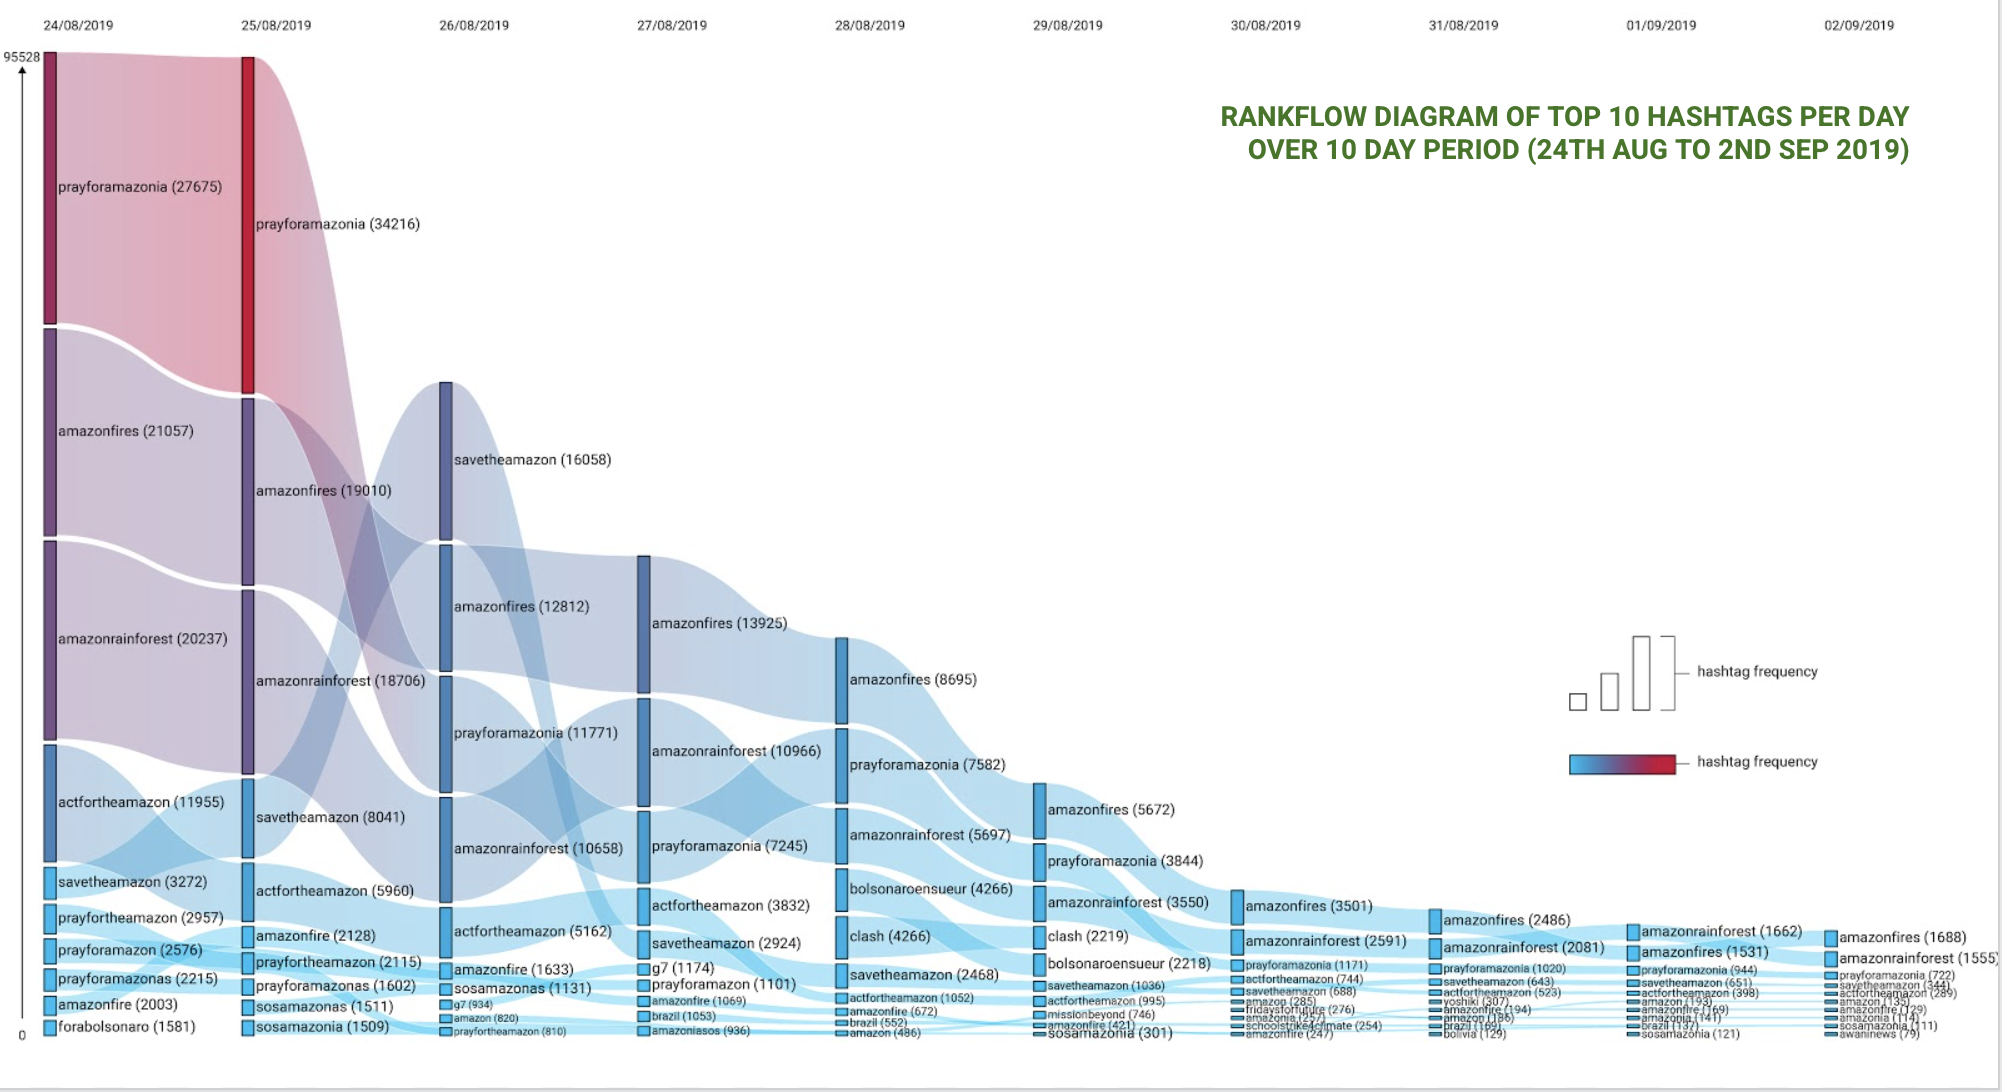 24/08/2019
25/08/2019
26/08/2019
27/08/2019
28/08/2019
29/08/2019
30/08/2019
31/08/2019
01/09/2019
02/09/2019
95528
0
RANKFLOW DIAGRAM OF TOP 10 HASHTAGS PER DAY
OVER 10 DAY PERIOD (24TH AUG TO 2ND SEP 2019)
prayforamazonia (27675)
amazonfires (21057)
amazonrainforest (20237)
actfortheamazon (11955)
savetheamazon (3272)
prayfortheamazon (2957)
prayforamazon (2576)
prayforamazonas (2215)
amazonfire (2003)
forabolsonaro (1581)
prayforamazonia (34216)
amazonfires (19010)
amazonrainforest (18706)
savetheamazon (8041)
actfortheamazon (5960)
amazonfire (2128)
prayfortheamazon (2115)
prayforamazonas (1602)
sosamazonas (1511)
sosamazonia (1509)
savetheamazon (16058)
amazonfires (12812)
prayforamazonia (11771)
amazonrainforest (10658)
actfortheamazon (5162)
amazonfire (1633)
sosamazonas (1131)
g7 (934)
amazon (820)
prayfortheamazon (810)
amazonfires (13925)
amazonrainforest (10966)
prayforamazonia (7245)
actfortheamazon (3832)
savetheamazon (2924)
g7 (1174)
prayforamazon (1101)
amazonfire (1069)
brazil (1053)
amazoniasos (936)
amazonfires (8695)
prayforamazonia (7582)
amazonrainforest (5697)
bolsonaroensueur (4266)
clash (4266)
savetheamazon (2468)
actfortheamazon (1052)
amazonfire (672)
brazil (552)
amazon (486)
amazonfires (5672)
prayforamazonia (3844)
amazonrainforest (3550)
clash (2219)
bolsonaroensueur (2218)
savetheamazon (1036)
actfortheamazon (995)
missionbeyond (746)
amazonfire (421)
sosamazonia (301)
amazonfires (3501)
amazonrainforest (2591)
prayforamazonia (1171)
actfortheamazon (744)
savetheamazon (688)
amazon (285)
fridaysforfuture (276)
amazonia (257)
schoolstrike4climate (254)
amazonfire (247)
amazonfires (2486)
amazonrainforest (2081)
prayforamazonia (1020)
savetheamazon (643)
actfortheamazon (523)
yoshiki (307)
amazonfire (194)
amazon (186)
brazil (169)
bolivia (129)
amazonrainforest (1662)
amazonfires (1531)
prayforamazonia (944)
savetheamazon (651)
actfortheamazon (398)
amazon (193)
amazonfire (169)
amazonia (141)
brazil (137)
sosamazonia (121)
amazonfires (1688)
amazonrainforest (1555)
prayforamazonia (722)
savetheamazon (344)
actfortheamazon (289)
amazon (135)
amazonfire (129)
amazonia (114)
sosamazonia (111)
awaninews (79)
hashtag frequency
hashtag frequency